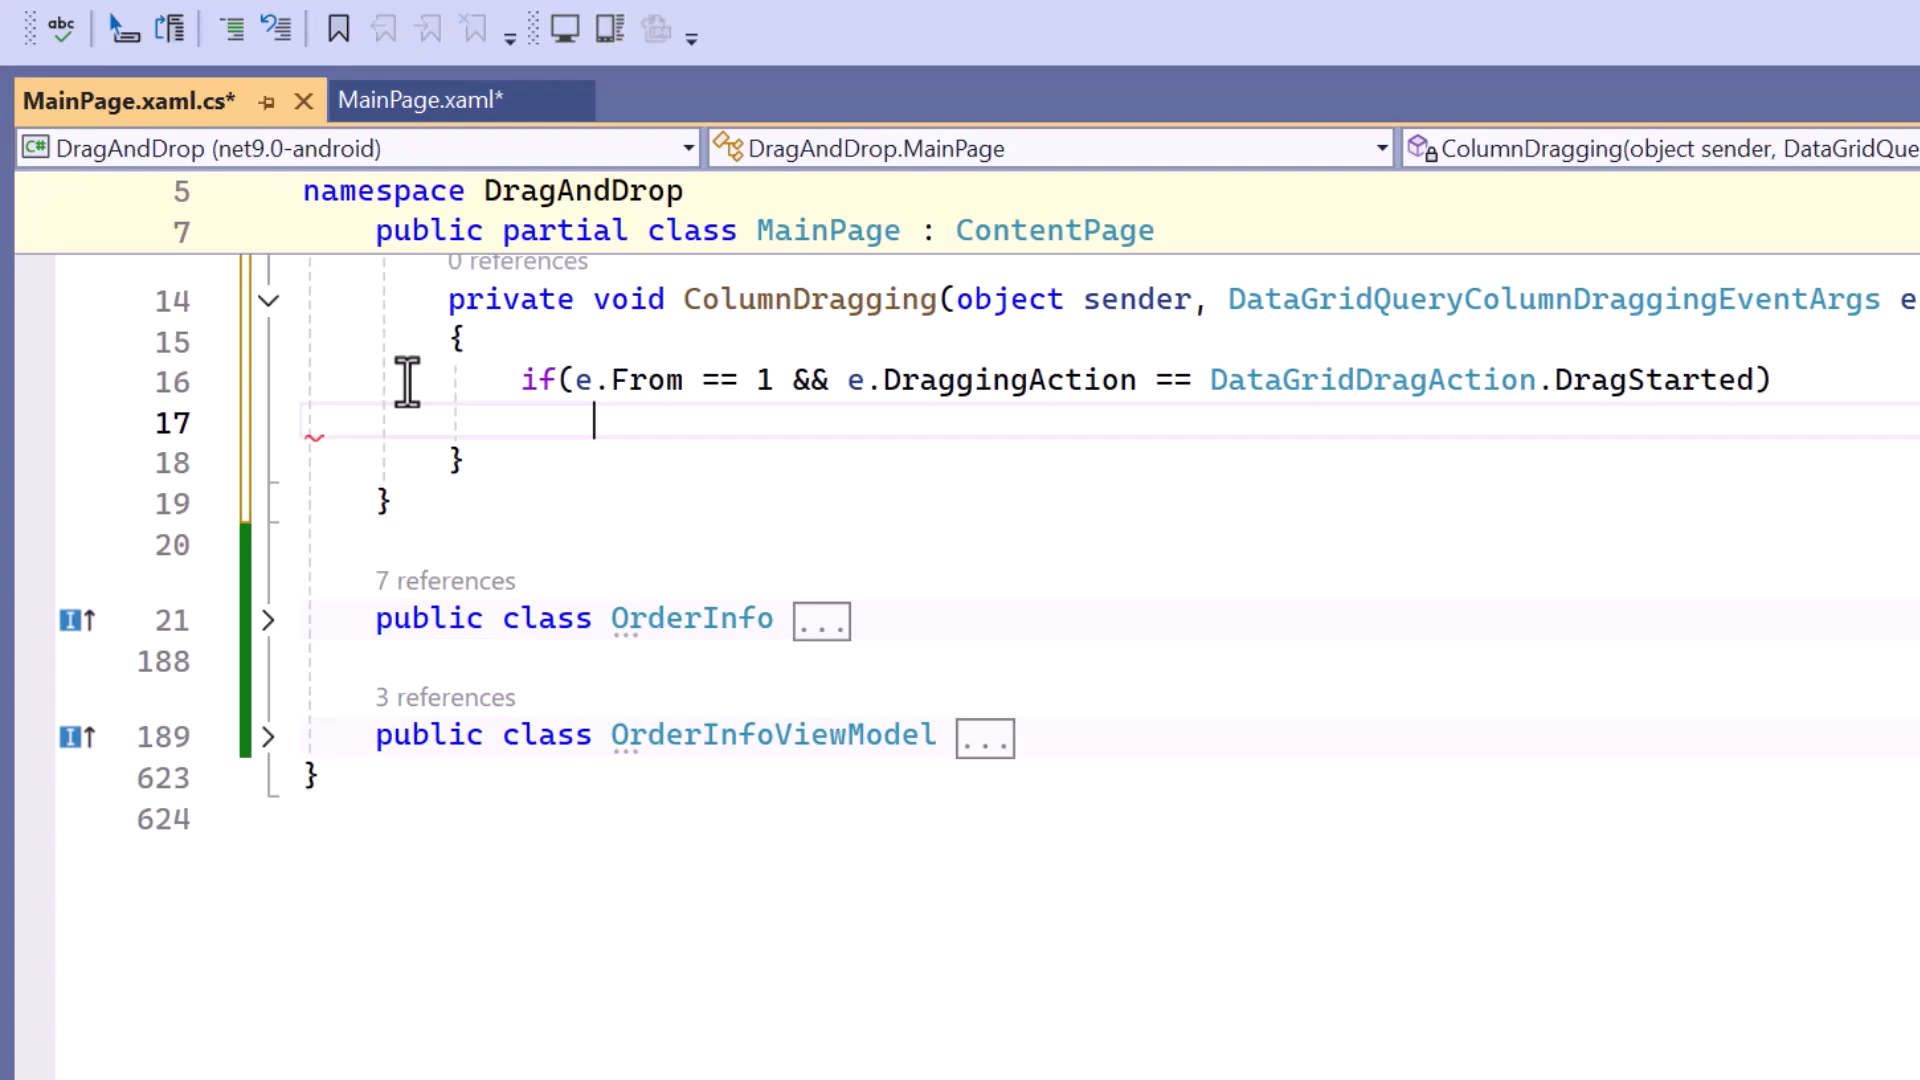 abc
MainPage.xaml.cs*
MainPage.xaml*
C# DragAndDrop (net9.0-android)
DragAndDrop.MainPage
ColumnDragging(object sender, DataGridQue
5 namespace DragAndDrop
7 public partial class MainPage : ContentPage
0 references
14 private void ColumnDragging(object sender, DataGridQueryColumnDraggingEventArgs e
15 {
16 if(e.From == 1 && e.DraggingAction == DataGridDragAction.DragStarted)
17
18 }
19 }
20
7 references
21 public class OrderInfo ...
188
3 references
189 public class OrderInfoViewModel ...
623 }
624